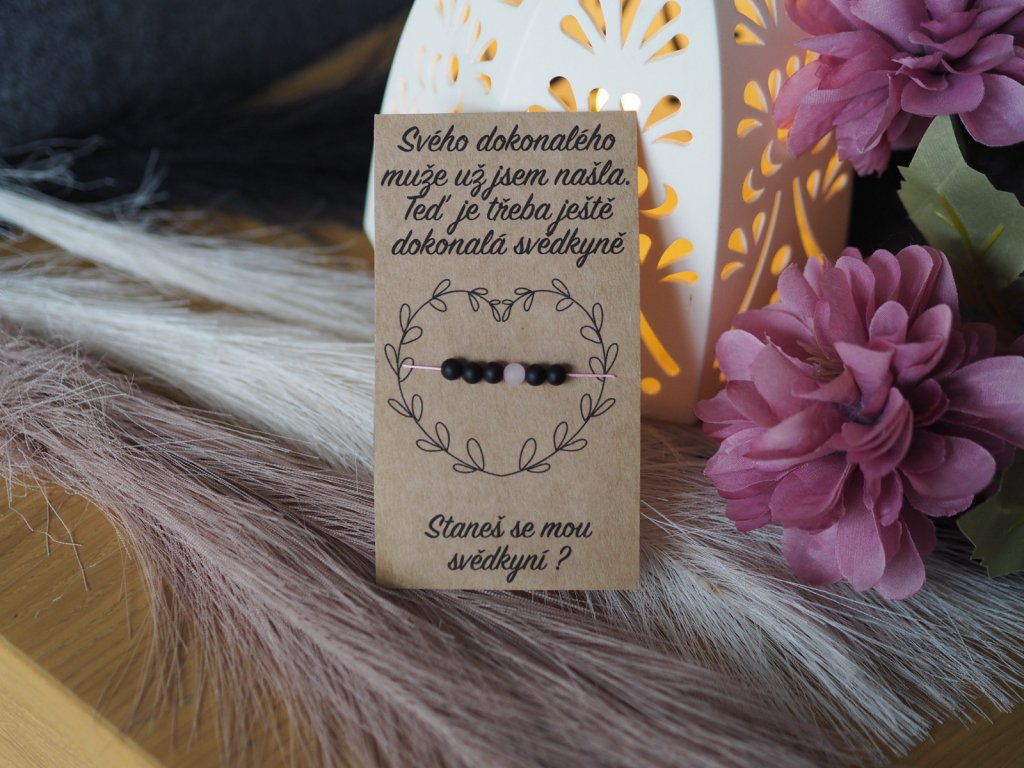 Svého dokonalého
muže už jsem našla.
Teď je třeba ještě
dokonalá svědkyně
Staneš se mou
svědkyní ?